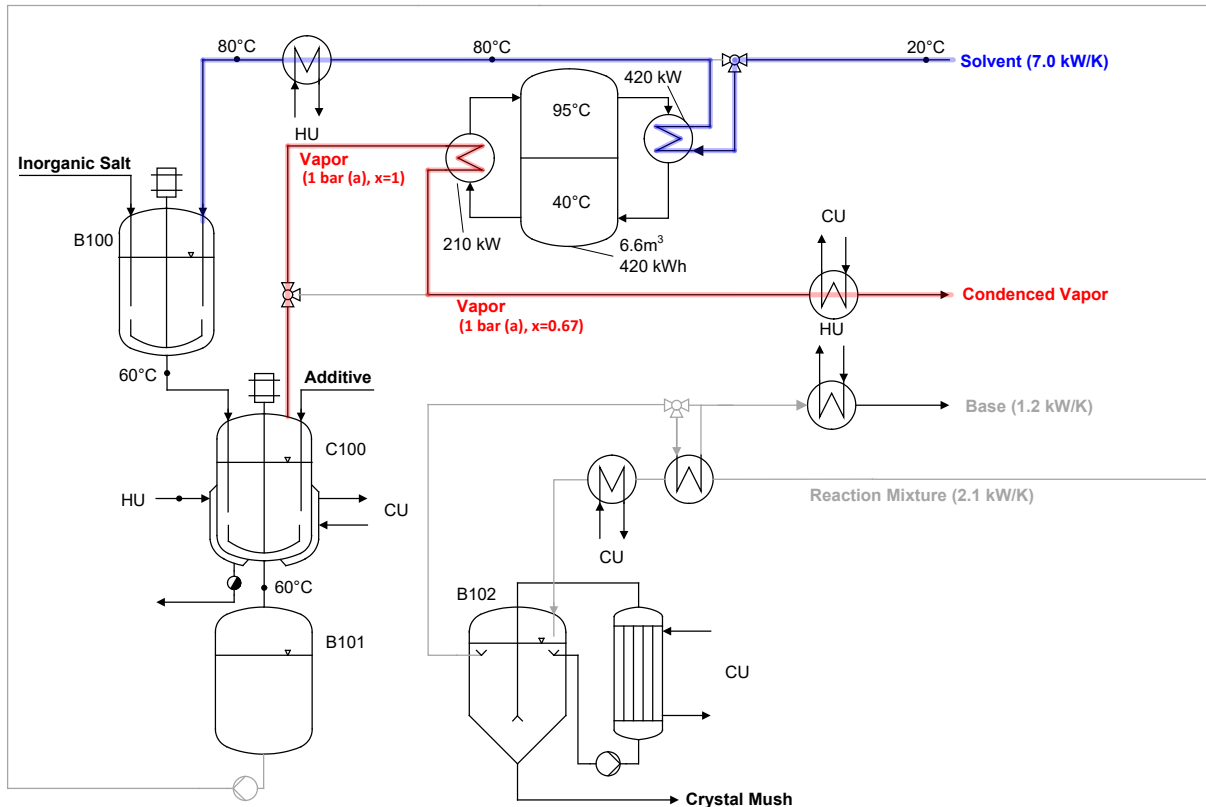 80°C
80°C
20°C
Solvent (7.0 kW/K)
420 kW
95°C
HU
Inorganic Salt
Vapor
(1 bar (a), x=1)
40°C
CU
B100
210 kW
6.6m³
420 kWh
Vapor
(1 bar (a), x=0.67)
Condenced Vapor
HU
60°C
Additive
Base (1.2 kW/K)
C100
HU
CU
Reaction Mixture (2.1 kW/K)
CU
60°C
B102
B101
CU
Crystal Mush